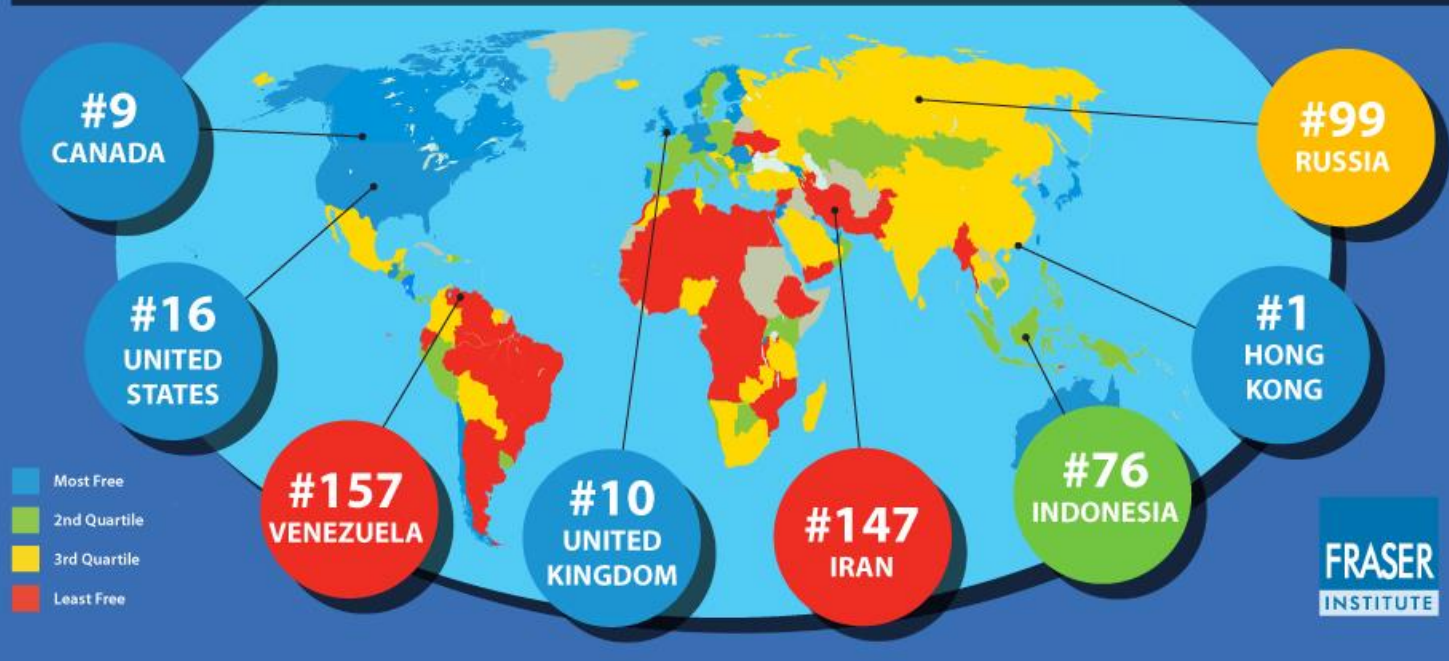 #9
CANADA
#16
UNITED
STATES
#157
VENEZUELA
#10
UNITED
KINGDOM
#147
IRAN
#76
INDONESIA
#1
HONG
KONG
#99
RUSSIA
Most Free
2nd Quartile
3rd Quartile
Least Free
FRASER
INSTITUTE